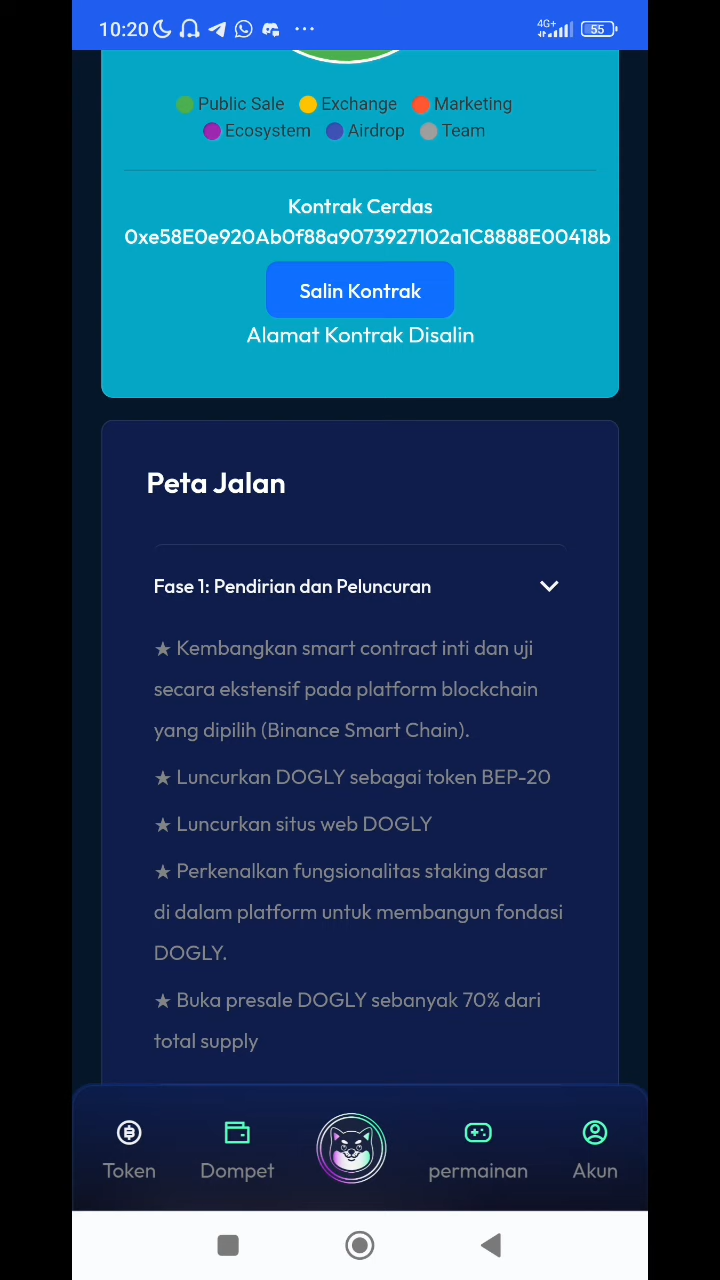 10:20
4G+
55
Public Sale Exchange Marketing
Ecosystem Airdrop Team
Kontrak Cerdas
0xe58E0e920Ab0f88a9073927102a1C8888E00418b
Salin Kontrak
Alamat Kontrak Disalin
Peta Jalan
Fase 1: Pendirian dan Peluncuran
★ Kembangkan smart contract inti dan uji
secara ekstensif pada platform blockchain
yang dipilih (Binance Smart Chain).
★ Luncurkan DOGLY sebagai token BEP-20
★ Luncurkan situs web DOGLY
★ Perkenalkan fungsionalitas staking dasar
di dalam platform untuk membangun fondasi
DOGLY.
★ Buka presale DOGLY sebanyak 70% dari
total supply
Token Dompet permainan Akun